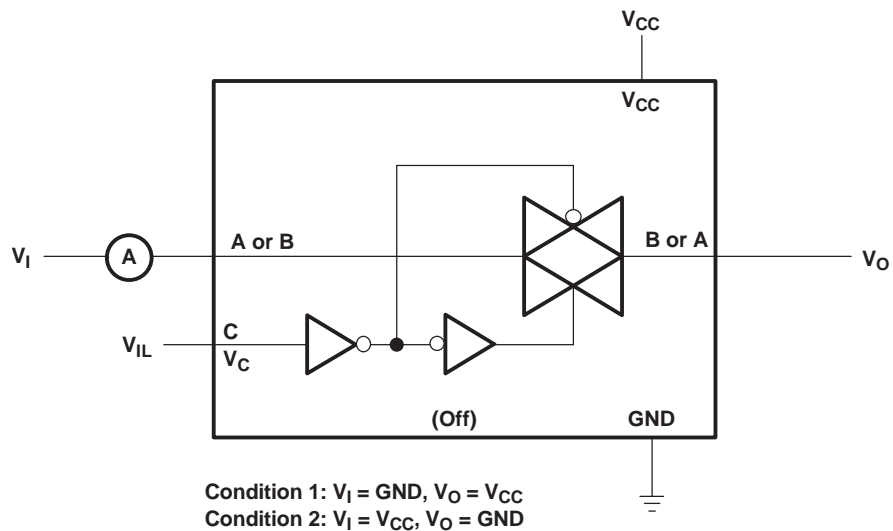 VCC
VCC
VI
A
A or B
B or A
VO
VIL
C
VC
(Off)
GND
Condition 1: VI = GND, VO = VCC
Condition 2: VI = VCC, VO = GND